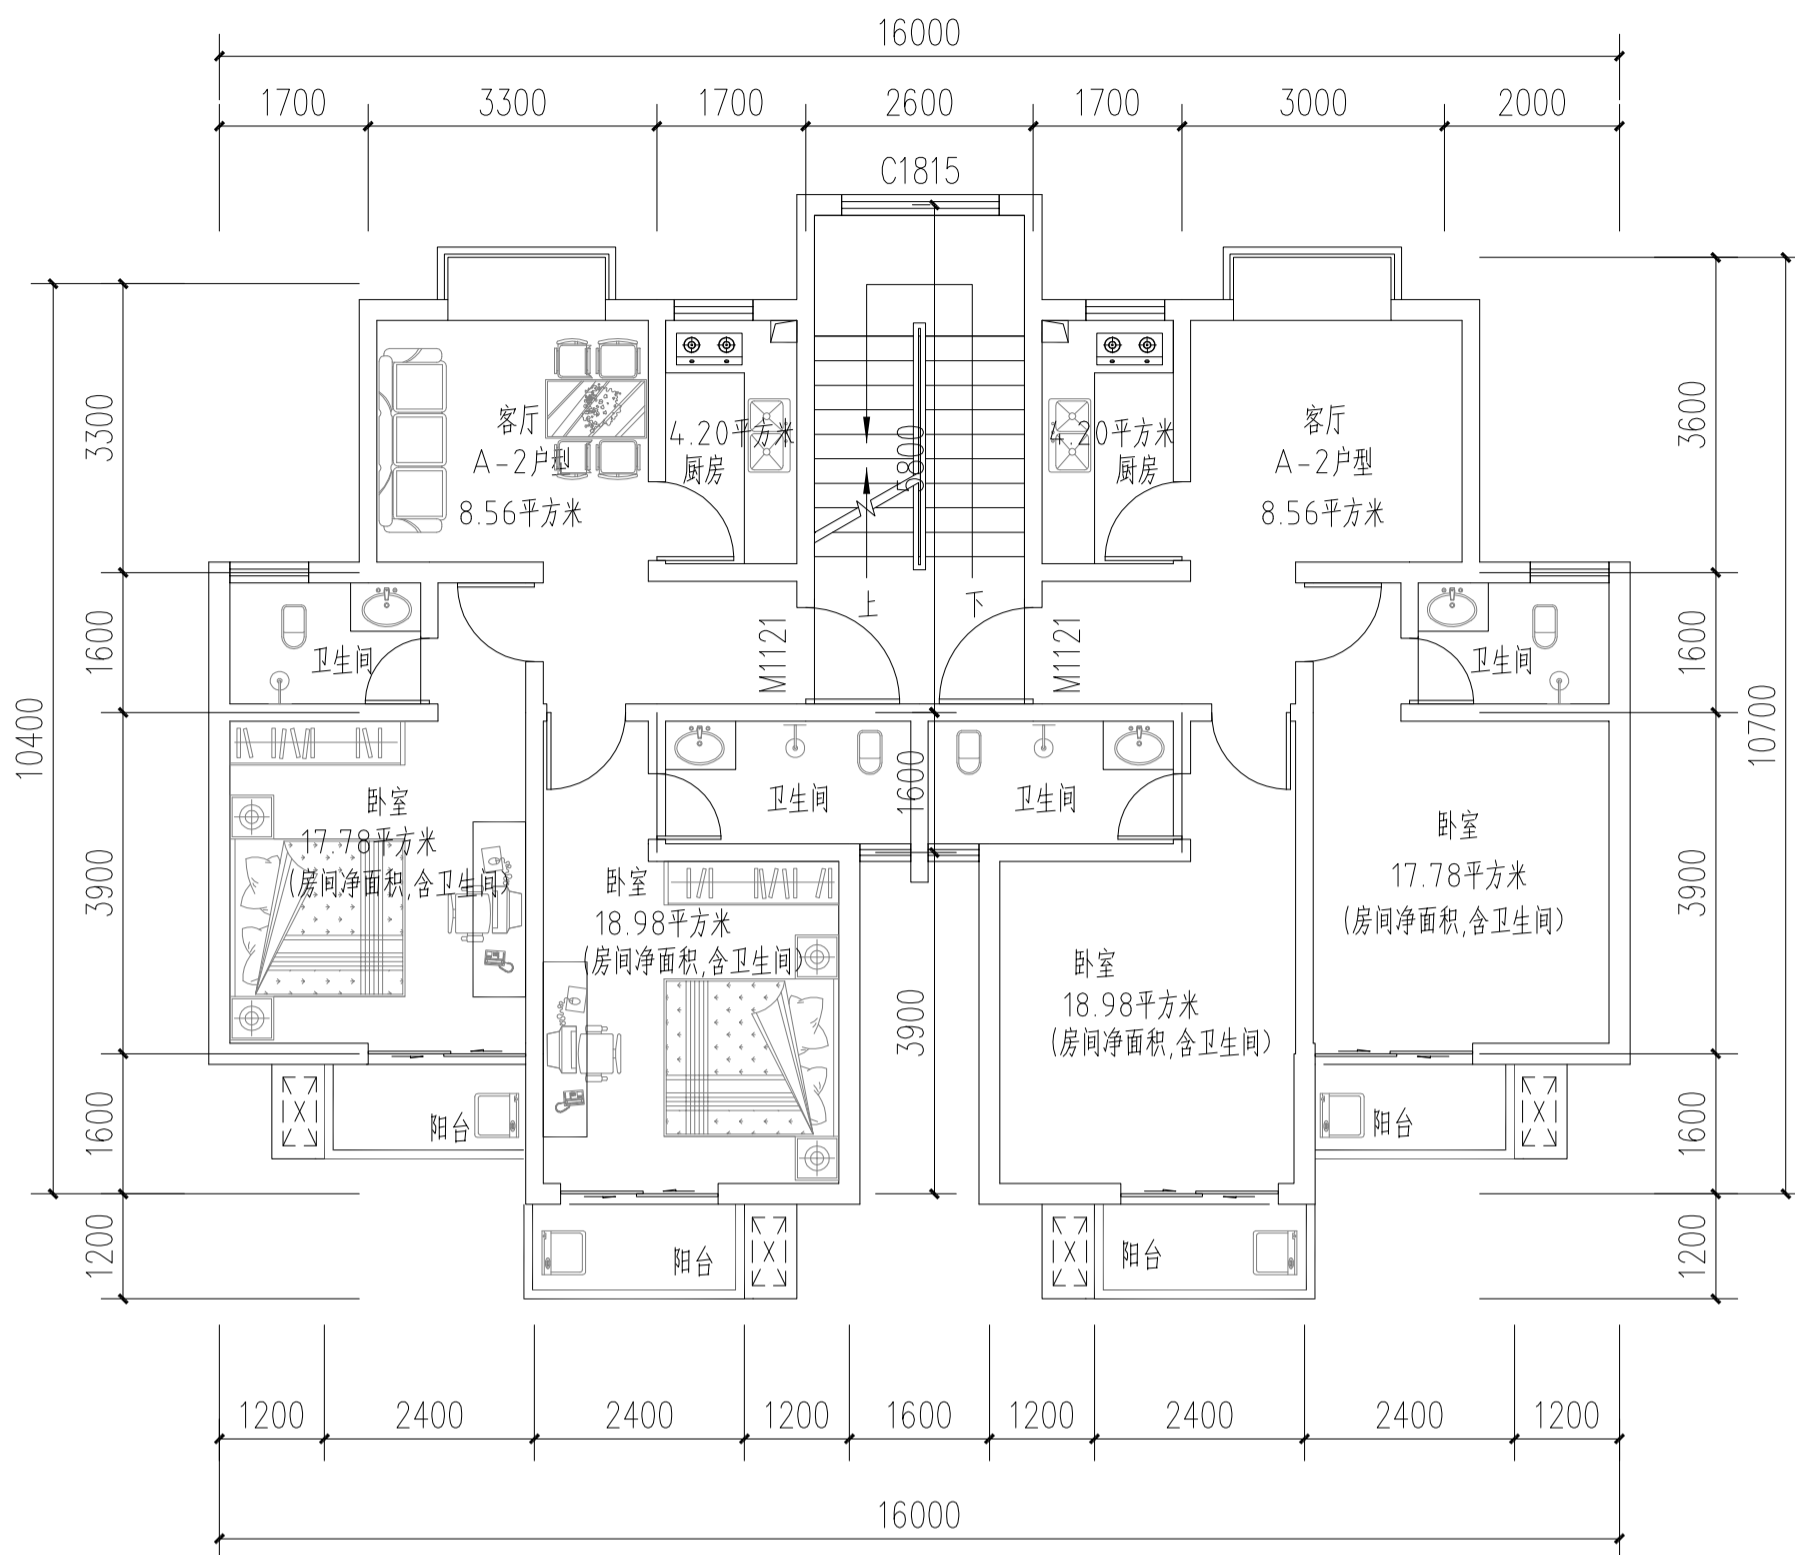 16000
1700 3300 1700 2600 1700 3000 2000
C1815
客厅
A-2户型
8.56平方米
4.20平方米
厨房
5800
4.20平方米
厨房
客厅
A-2户型
8.56平方米
3300
3600
上
下
M1121
M1121
1600
1600
卫生间
卫生间
10400
10700
卫生间
1600
卫生间
卧室
17.78平方米
(房间净面积,含卫生间)
卧室
18.98平方米
(房间净面积,含卫生间)
卧室
17.78平方米
(房间净面积,含卫生间)
卧室
18.98平方米
(房间净面积,含卫生间)
3900
3900
3900
阳台
阳台
1600
1600
阳台
阳台
1200
1200
1200 2400 2400 1200 1600 1200 2400 2400 1200
16000